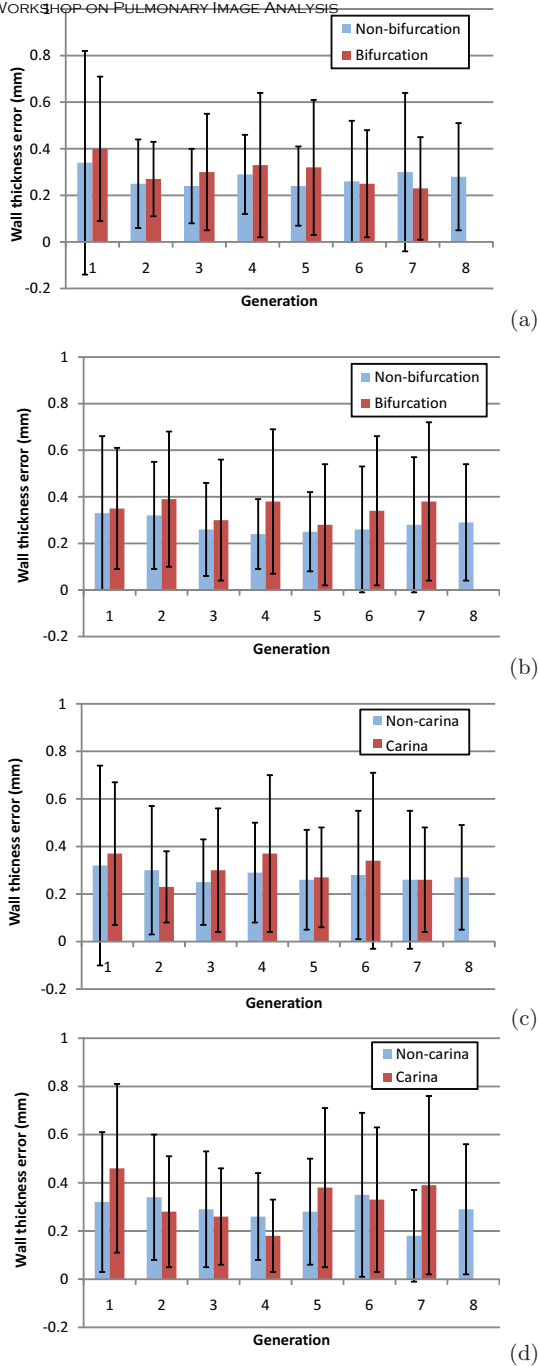 WORKSHOP ON PULMONARY IMAGE ANALYSIS
1
0.8
0.6
0.4
0.2
0
-0.2
Wall thickness error (mm)
Non-bifurcation
Bifurcation
1 2 3 4 5 6 7 8
Generation
(a)
1
0.8
0.6
0.4
0.2
0
-0.2
Wall thickness error (mm)
Non-bifurcation
Bifurcation
1 2 3 4 5 6 7 8
Generation
(b)
1
0.8
0.6
0.4
0.2
0
-0.2
Wall thicness error (mm)
Non-carina
Carina
1 2 3 4 5 6 7 8
Generation
(c)
1
0.8
0.6
0.4
0.2
0
-0.2
Wall thickness error (mm)
Non-carina
Carina
1 2 3 4 5 6 7 8
Generation
(d)